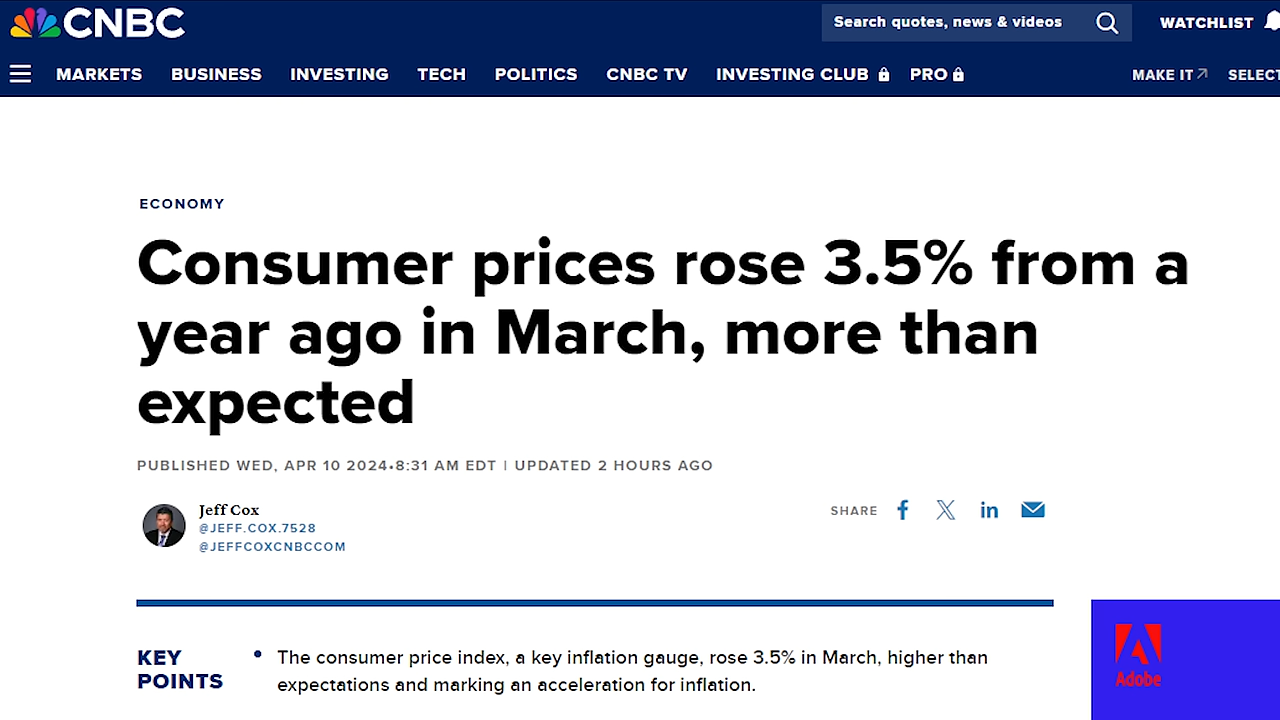 CNBC
Search quotes, news & videos
WATCHLIST
MARKETS BUSINESS INVESTING TECH POLITICS CNBC TV INVESTING CLUB PRO MAKE IT SELECT
ECONOMY
Consumer prices rose 3.5% from a
year ago in March, more than
expected
PUBLISHED WED, APR 10 2024•8:31 AM EDT | UPDATED 2 HOURS AGO
Jeff Cox
@JEFF.COX.7528
@JEFFCOXCNBCCOM
SHARE
KEY
POINTS
• The consumer price index, a key inflation gauge, rose 3.5% in March, higher than
expectations and marking an acceleration for inflation.
Adobe